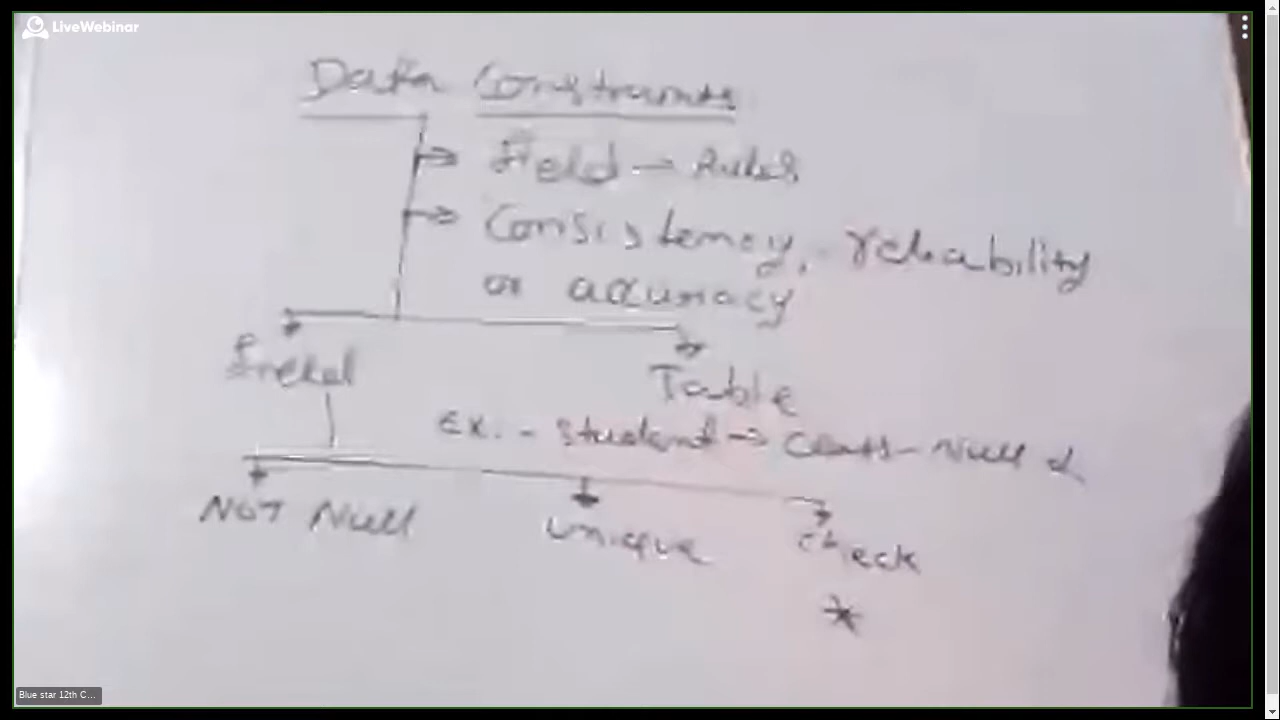 LiveWebinar
Data Constraints
Field → Rules
Consistency, reliability
or accuracy
Field
Table
Ex. - Student → Class - Null
NOT Null
unique
check
*
Blue star 12th C...